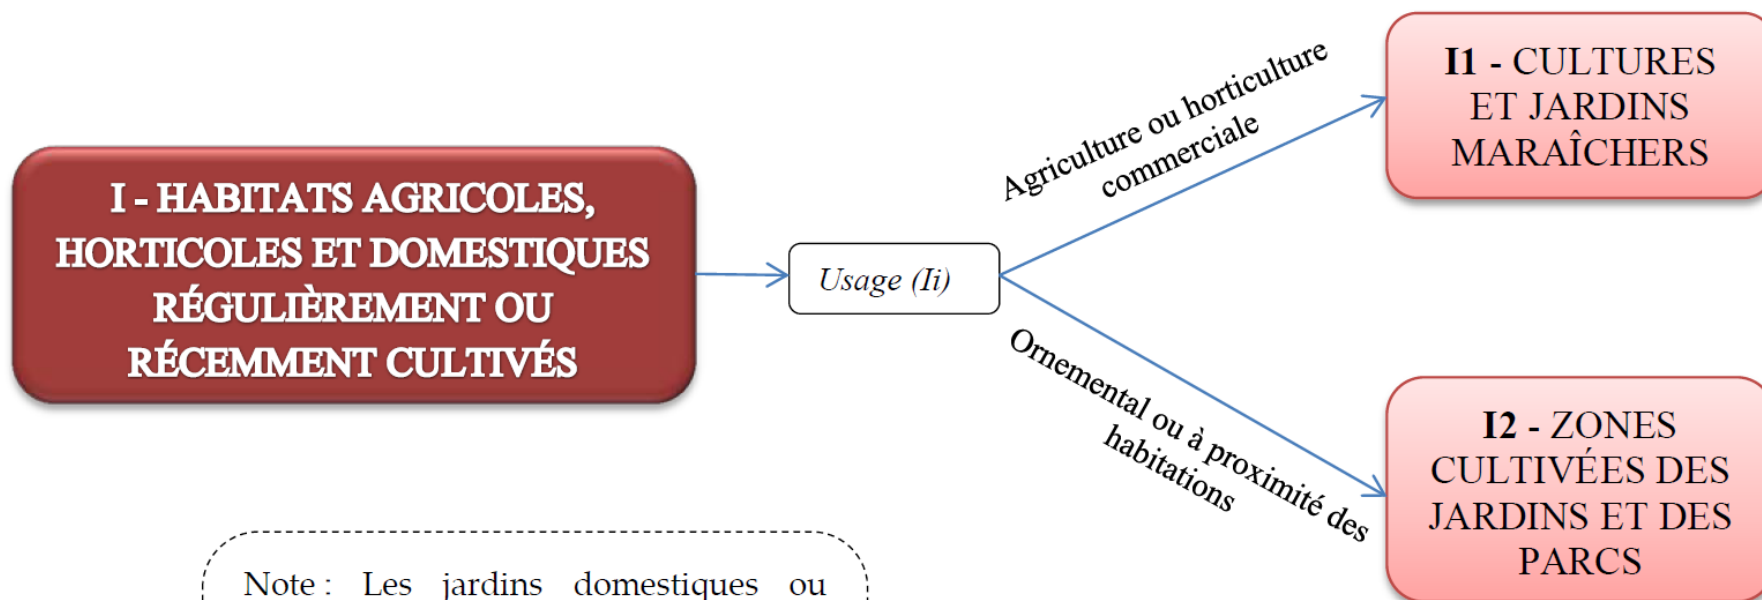 I - HABITATS AGRICOLES,
HORTICOLES ET DOMESTIQUES
RÉGULIÈREMENT OU
RÉCEMMENT CULTIVÉS
Usage (Ii)
Agriculture ou horticulture
commerciale
I1 - CULTURES
ET JARDINS
MARAÎCHERS
Ornemental ou à proximité des
habitations
I2 - ZONES
CULTIVÉES DES
JARDINS ET DES
PARCS
Note : Les jardins domestiques ou